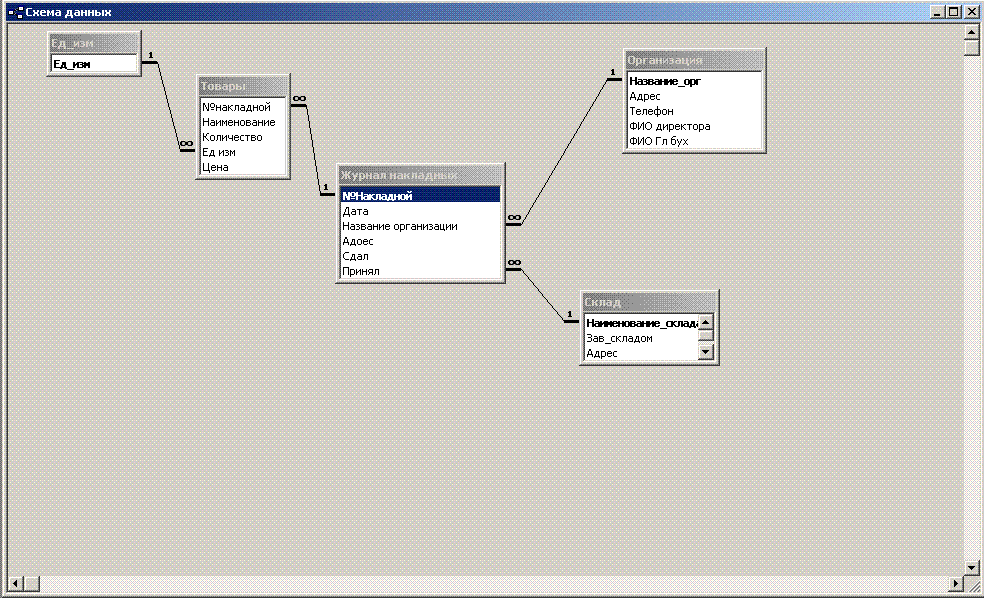 Схема данных
Ед_изм
Ед_изм
1
∞
Товары
№накладной
Наименование
Количество
Ед изм
Цена
∞
1
Журнал накладных
№Накладной
Дата
Название организации
Адоес
Сдал
Принял
∞
1
Организация
Название_орг
Адрес
Телефон
ФИО директора
ФИО Гл бух
∞
1
Склад
Наименование_склада
Зав_складом
Адрес